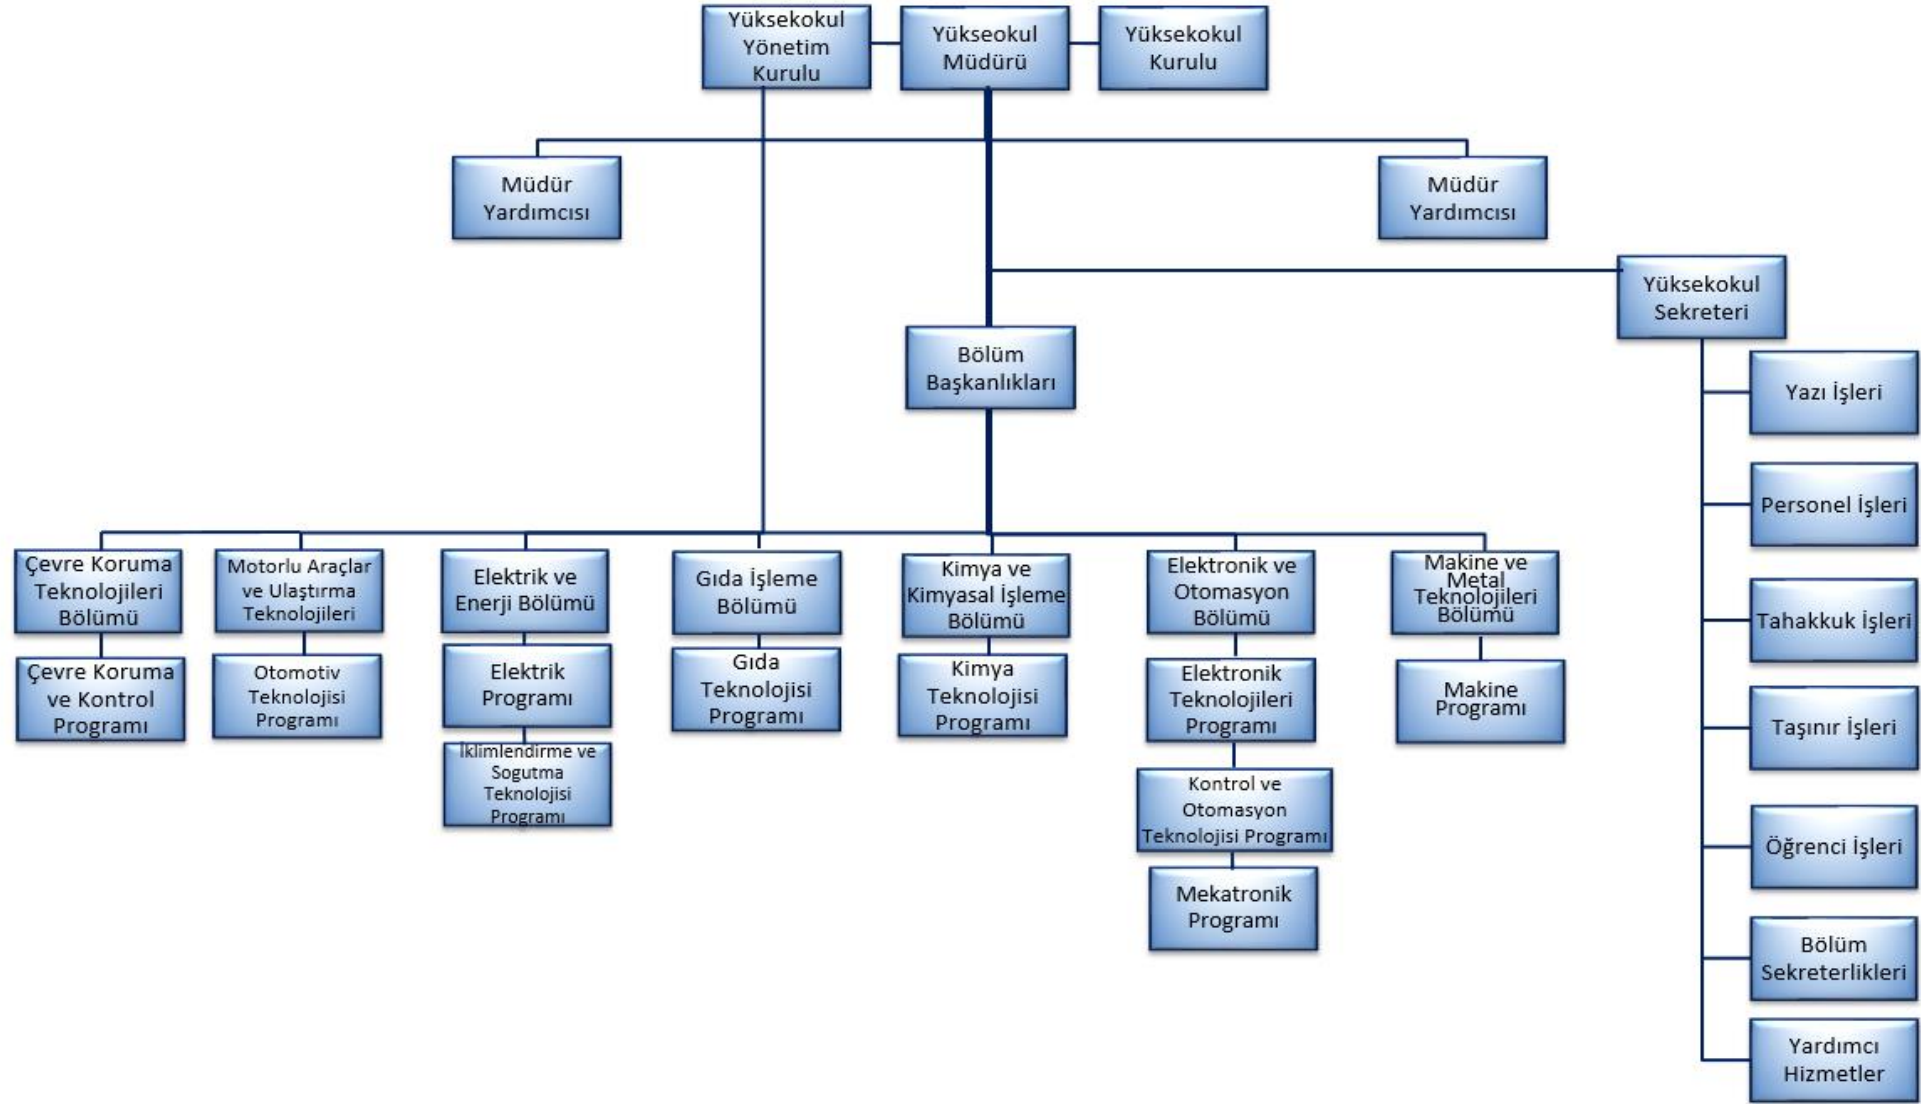 Yüksekokul
Yönetim
Kurulu
Yükseokul
Müdürü
Yüksekokul
Kurulu
Müdür
Yardımcısı
Müdür
Yardımcısı
Yüksekokul
Sekreteri
Bölüm
Başkanlıkları
Yazı İşleri
Personel İşleri
Tahakkuk İşleri
Taşınır İşleri
Öğrenci İşleri
Bölüm
Sekreterlikleri
Yardımcı
Hizmetler
Çevre Koruma
Teknolojileri
Bölümü
Motorlu Araçlar
ve Ulaştırma
Teknolojileri
Elektrik ve
Enerji Bölümü
Gıda İşleme
Bölümü
Kimya ve
Kimyasal İşleme
Bölümü
Elektronik ve
Otomasyon
Bölümü
Makine ve
Metal
Teknolojileri
Bölümü
Çevre Koruma
ve Kontrol
Programı
Otomotiv
Teknolojisi
Programı
Elektrik
Programı
Gıda
Teknolojisi
Programı
Kimya
Teknolojisi
Programı
Elektronik
Teknolojileri
Programı
Makine
Programı
İklimlendirme ve
Sogutma
Teknolojisi
Programı
Kontrol ve
Otomasyon
Teknolojisi Programı
Mekatronik
Programı